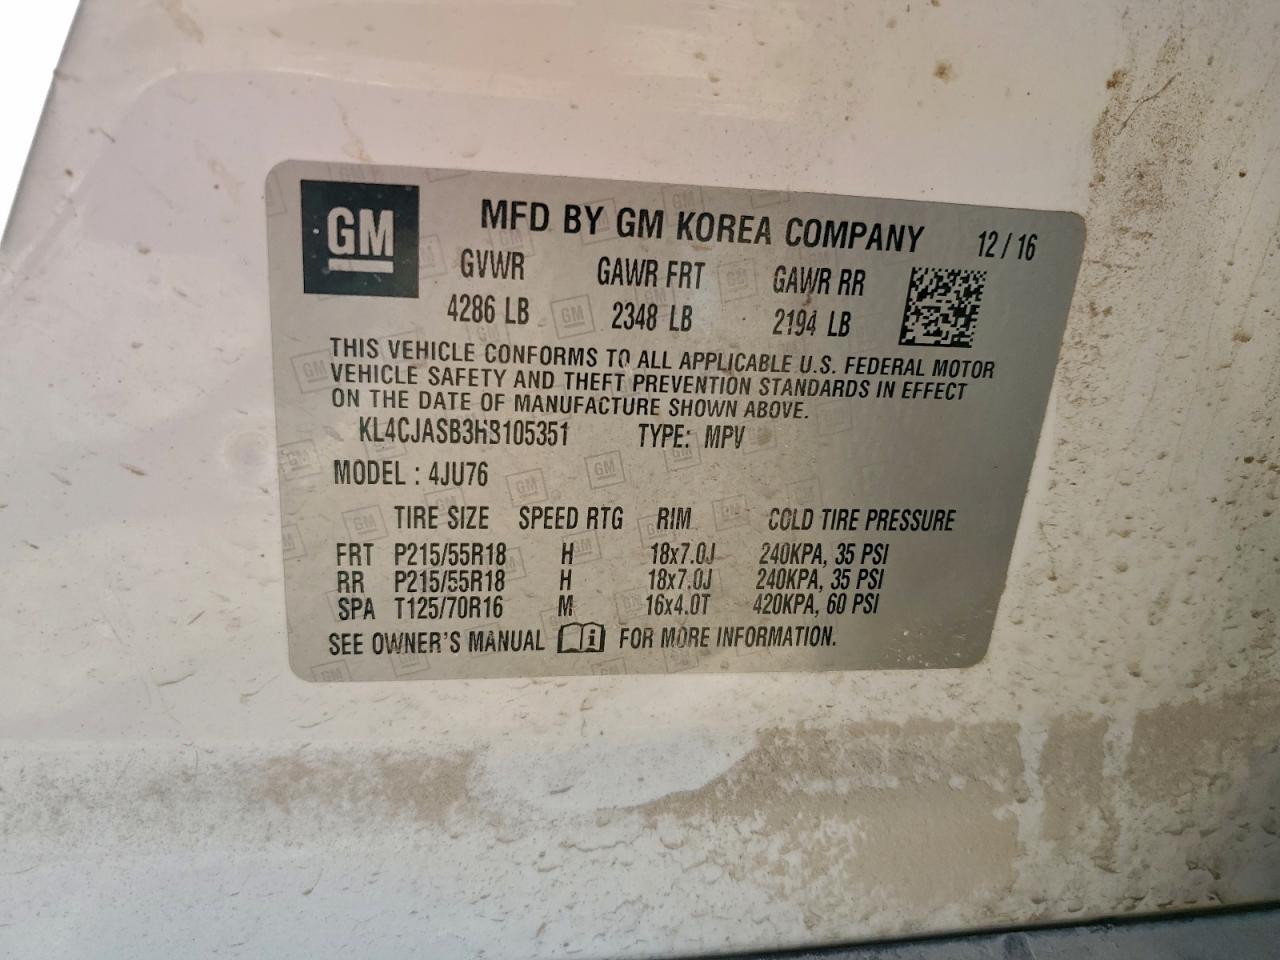 GM
MFD BY GM KOREA COMPANY 12/16
GVWR GAWR FRT GAWR RR
4286 LB 2348 LB 2194 LB
THIS VEHICLE CONFORMS TO ALL APPLICABLE U.S. FEDERAL MOTOR
VEHICLE SAFETY AND THEFT PREVENTION STANDARDS IN EFFECT
ON THE DATE OF MANUFACTURE SHOWN ABOVE.
KL4CJASB3HB105351 TYPE: MPV
MODEL : 4JU76
TIRE SIZE SPEED RTG RIM COLD TIRE PRESSURE
FRT P215/55R18 H 18x7.0J 240KPA, 35 PSI
RR P215/55R18 H 18x7.0J 240KPA, 35 PSI
SPA T125/70R16 M 16x4.0T 420KPA, 60 PSI
SEE OWNER'S MANUAL i FOR MORE INFORMATION.